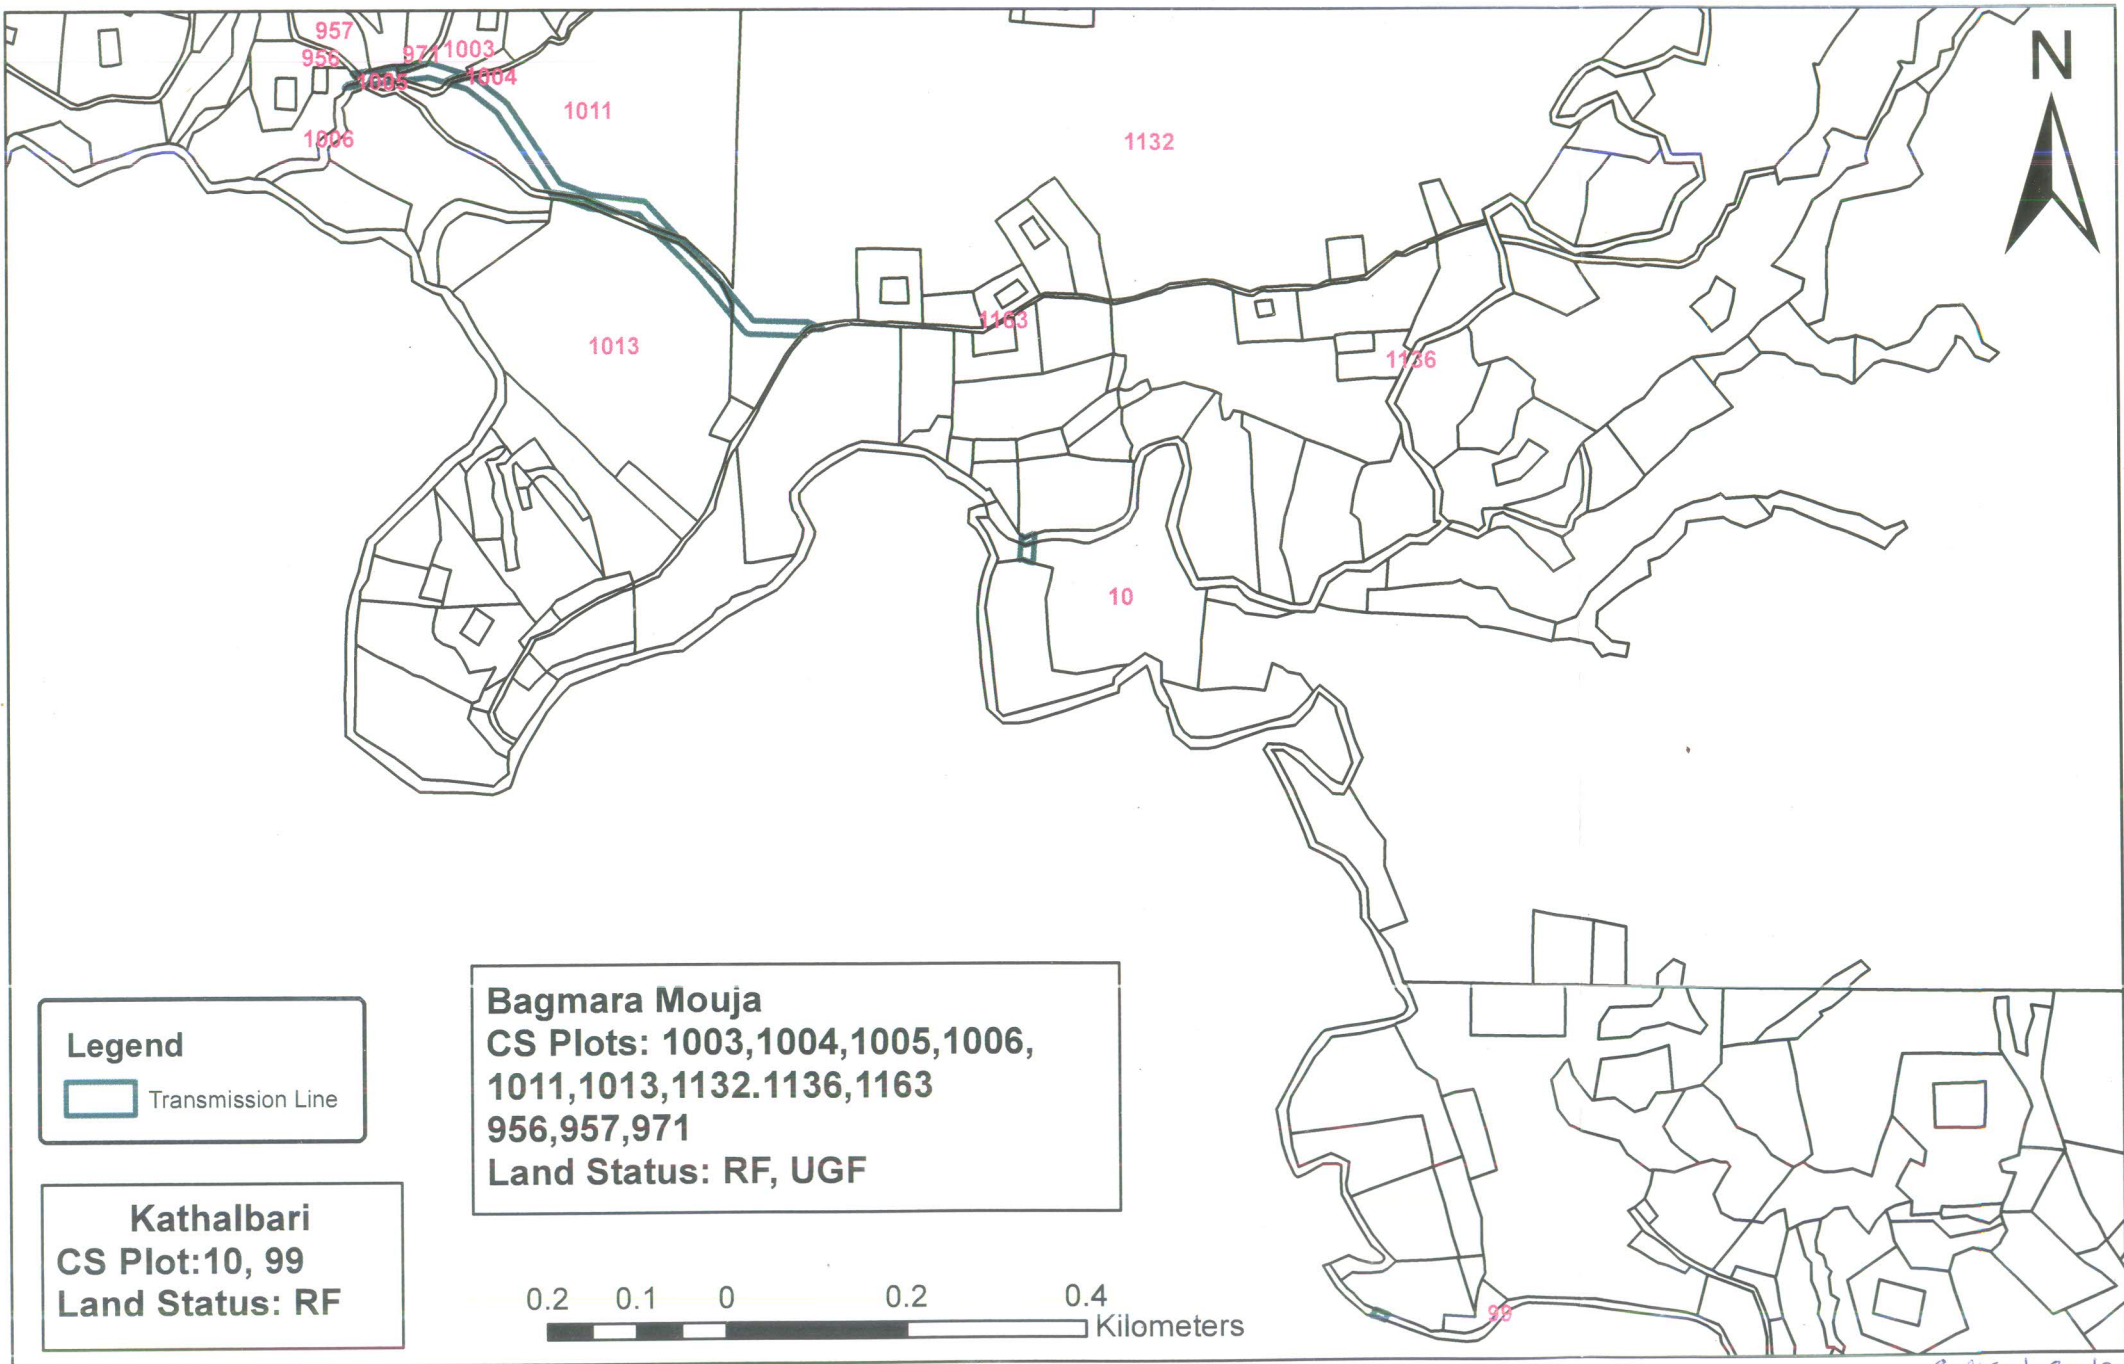 957
956
971
1003
1005
1004
1011
1006
1132
N
1163
1013
1136
10
Bagmara Mouja
CS Plots: 1003,1004,1005,1006,
1011,1013,1132.1136,1163
956,957,971
Land Status: RF, UGF
Legend
Transmission Line
Kathalbari
CS Plot:10, 99
Land Status: RF
0.2 0.1 0 0.2 0.4
Kilometers
99